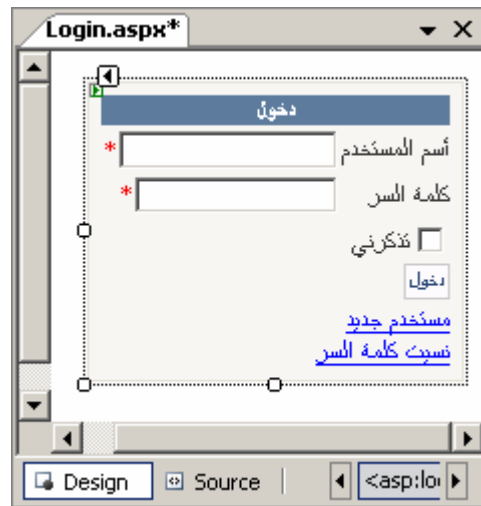 Login.aspx*
دخول
أسم المستخدم *
كلمة السر *
تذكرني
دخول
مستخدم جديد
نسيت كلمة السر
Design Source <asp:lo